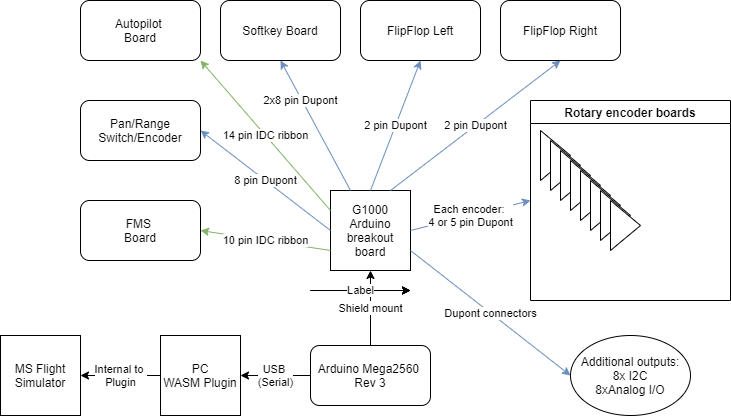 Autopilot
Board
Softkey Board
FlipFlop Left
FlipFlop Right
2x8 pin Dupont
2 pin Dupont
2 pin Dupont
Pan/Range
Switch/Encoder
14 pin IDC ribbon
8 pin Dupont
Rotary encoder boards
FMS
Board
10 pin IDC ribbon
G1000
Arduino
breakout
board
Each encoder:
4 or 5 pin Dupont
Label
Shield mount
Dupont connectors
MS Flight
Simulator
Internal to
Plugin
PC
WASM Plugin
USB
(Serial)
Arduino Mega2560
Rev 3
Additional outputs:
8x I2C
8xAnalog I/O